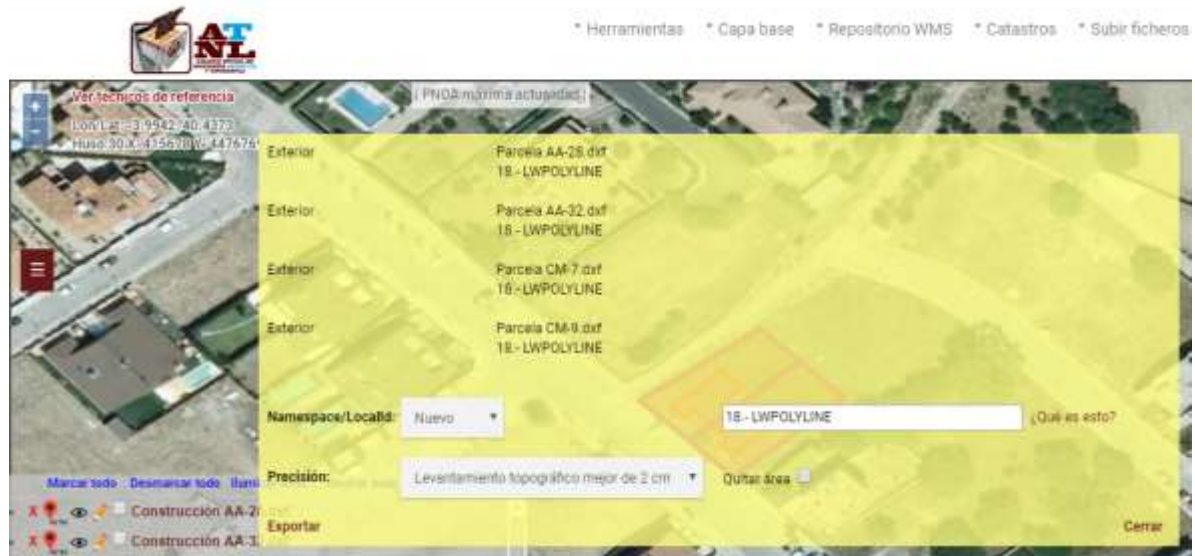 AT
NL
* Herramientas * Capa base * Repositorio WMS * Catastros * Subir ficheros
+
Ver técnicos de referencia
( PNOA máxima actualidad )
-
Lon/Lat: -3.9942, 40.4373
Huso 30 X:
Exterior Parcela AA-28.dxf
18.- LWPOLYLINE
Exterior Parcela AA-32.dxf
18.- LWPOLYLINE
Exterior Parcela CM-7.dxf
18.- LWPOLYLINE
Exterior Parcela CM-9.dxf
18.- LWPOLYLINE
Namespace/LocalId: Nuevo 18.- LWPOLYLINE ¿Qué es esto?
Precisión: Levantamiento topográfico mejor de 2 cm Quitar área
Marcar todo Desmarcar todo
X Construcción AA-2
Exportar Cerrar
X Construcción AA-3